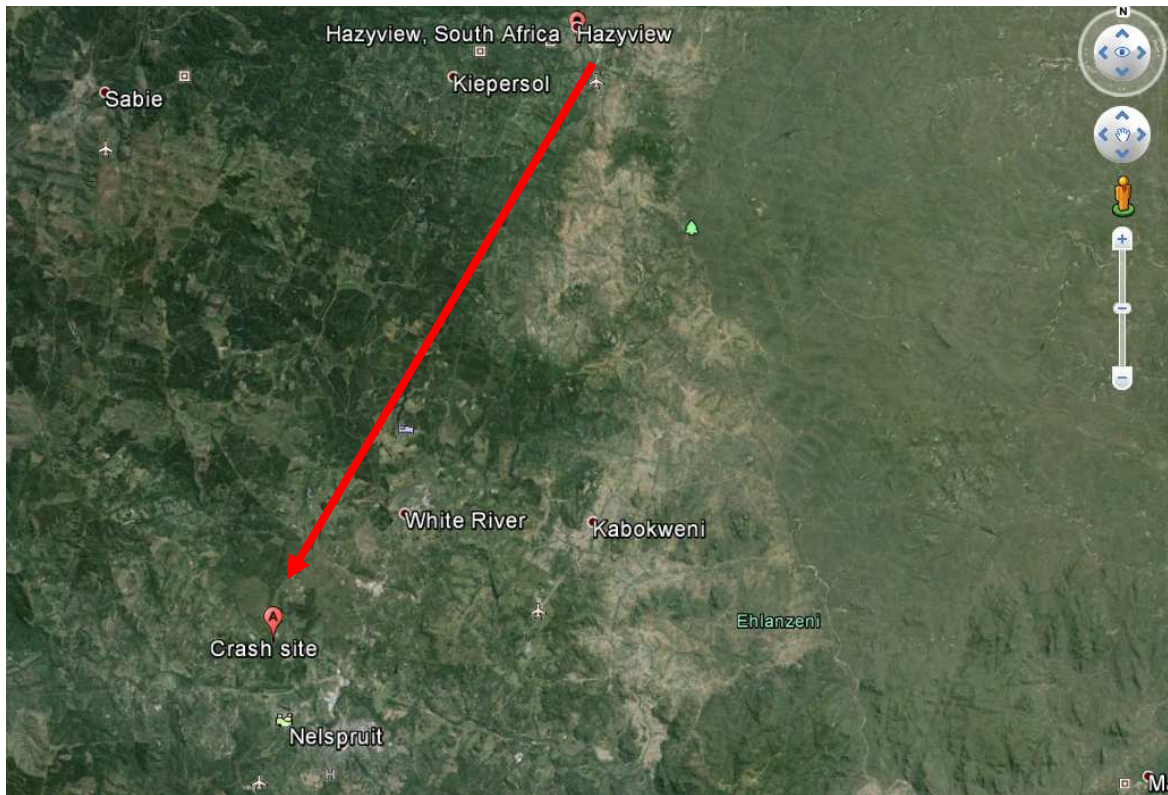 N
Hazyview, South Africa
Hazyview
Kiepersol
Sabie
White River
Kabokweni
A
Crash site
Ehlanzeni
Nelspruit
H